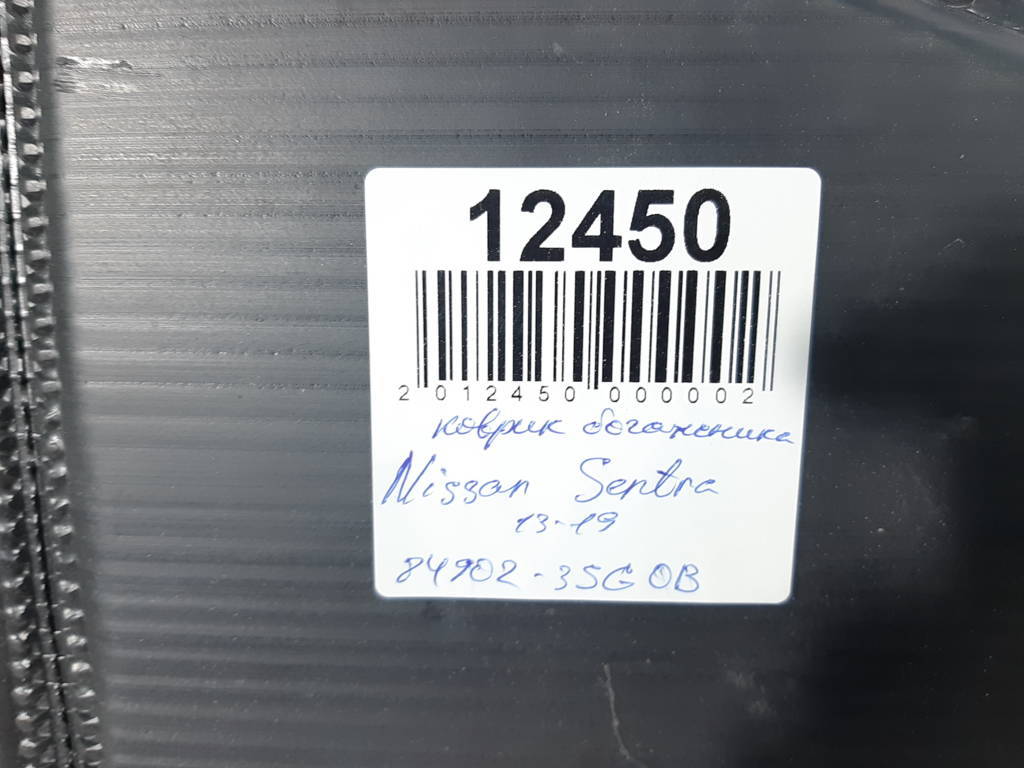 12450
2 012450 000002
коврик багажника
Nissan Sentra
13-19
84902-3SG0B